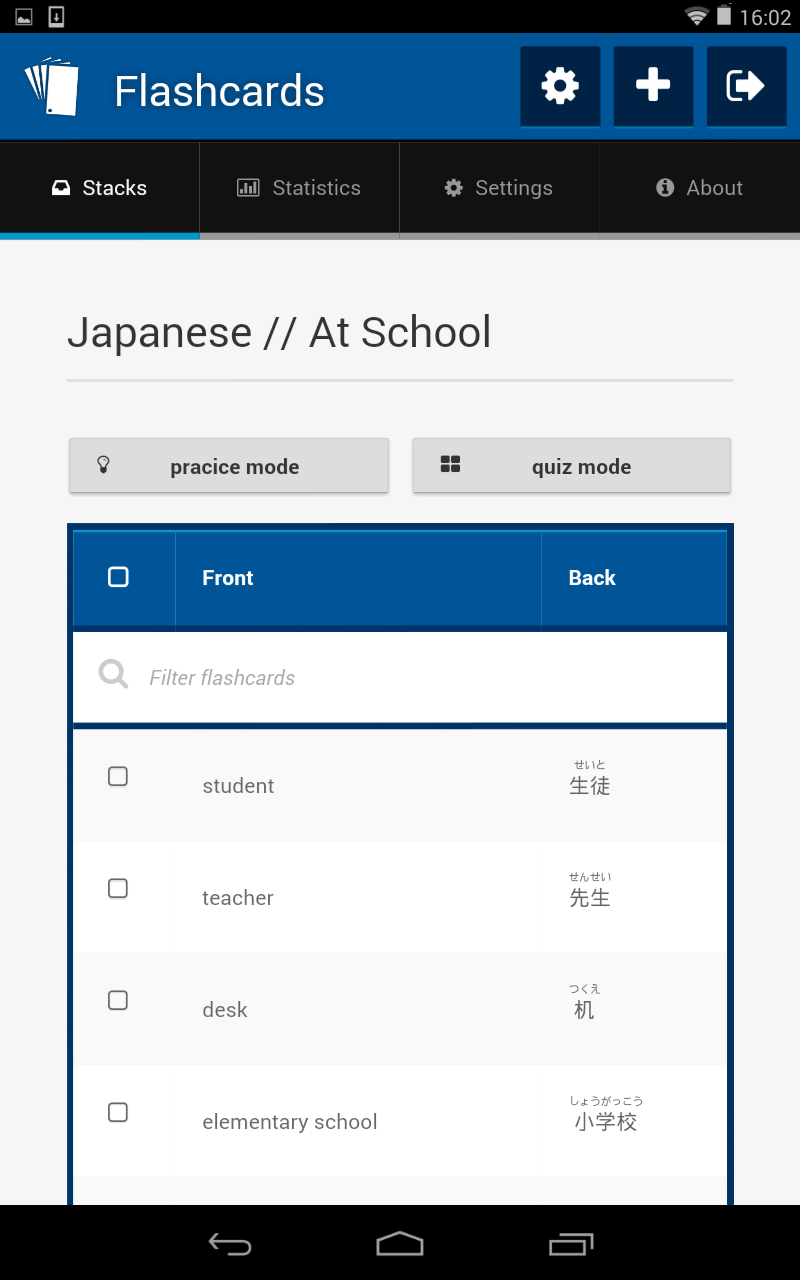 16:02
Flashcards
Stacks
Statistics
Settings
About
Japanese // At School
pracice mode
quiz mode
Front
Back
Filter flashcards
student
せいと
生徒
teacher
せんせい
先生
desk
つくえ
机
elementary school
しょうがっこう
小学校